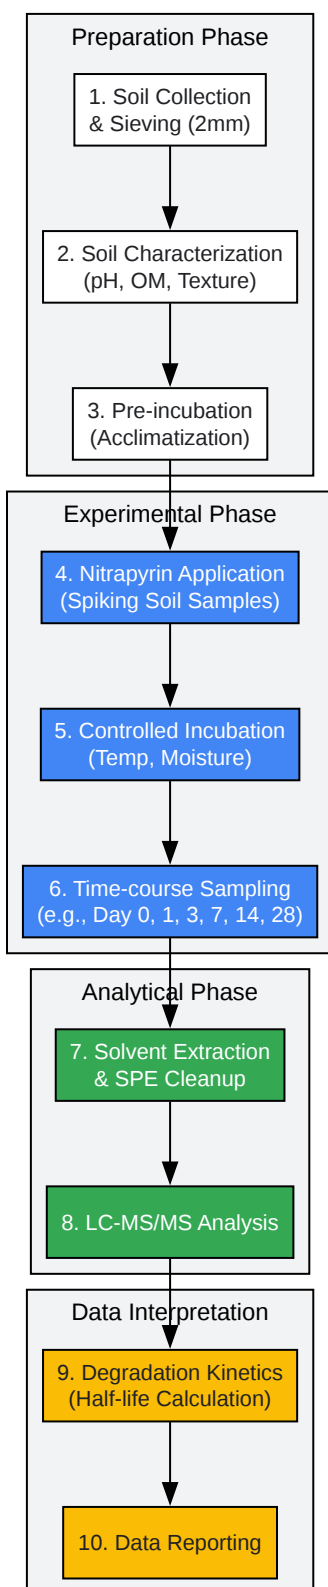 Preparation Phase
1. Soil Collection
& Sieving (2mm)
2. Soil Characterization
(pH, OM, Texture)
3. Pre-incubation
(Acclimatization)
Experimental Phase
4. Nitrapyrin Application
(Spiking Soil Samples)
5. Controlled Incubation
(Temp, Moisture)
6. Time-course Sampling
(e.g., Day 0, 1, 3, 7, 14, 28)
Analytical Phase
7. Solvent Extraction
& SPE Cleanup
8. LC-MS/MS Analysis
Data Interpretation
9. Degradation Kinetics
(Half-life Calculation)
10. Data Reporting